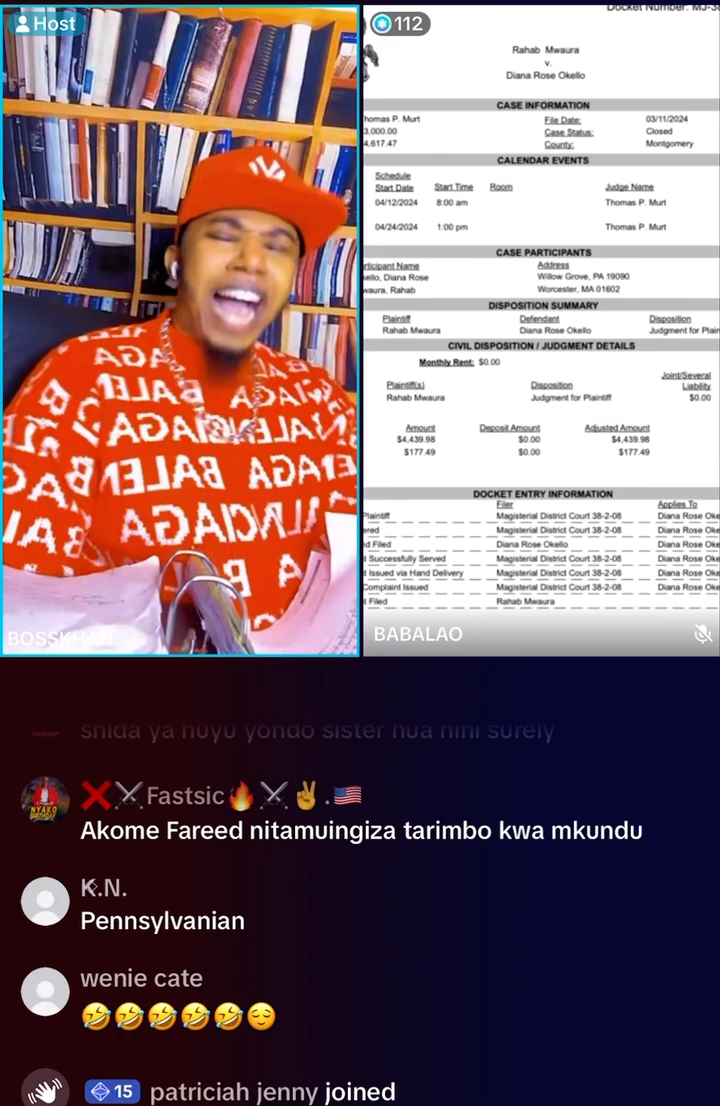 Host
BOSSKHAN
112
Docket Number: MJ-38
Rahab Mwaura
v.
Diana Rose Okello
CASE INFORMATION
homas P. Murt File Date: 03/11/2024
3,000.00 Case Status: Closed
4,617.47 County: Montgomery
CALENDAR EVENTS
Schedule
Start Date Start Time Room Judge Name
04/12/2024 8:00 am Thomas P. Murt
04/24/2024 1:00 pm Thomas P. Murt
CASE PARTICIPANTS
rticipant Name Address
kello, Diana Rose Willow Grove, PA 19090
waura, Rahab Worcester, MA 01602
DISPOSITION SUMMARY
Plaintiff Defendant Disposition
Rahab Mwaura Diana Rose Okello Judgment for Plain
CIVIL DISPOSITION / JUDGMENT DETAILS
Monthly Rent: $0.00
Joint/Several
Plaintiff(s) Disposition Liability
Rahab Mwaura Judgment for Plaintiff $0.00
Amount Deposit Amount Adjusted Amount
$4,439.98 $0.00 $4,439.98
$177.49 $0.00 $177.49
DOCKET ENTRY INFORMATION
Filer Applies To
Plaintiff Magisterial District Court 38-2-08 Diana Rose Oke
ered Magisterial District Court 38-2-08 Diana Rose Oke
d Filed Diana Rose Okello Diana Rose Oke
t Successfully Served Magisterial District Court 38-2-08 Diana Rose Oke
t Issued via Hand Delivery Magisterial District Court 38-2-08 Diana Rose Oke
Complaint Issued Magisterial District Court 38-2-08 Diana Rose Oke
t Filed Rahab Mwaura
BABALAO
shida ya huyu yondo sister hua nini surely
❌⚔️Fastsic🔥⚔️✌️.🇺🇸
Akome Fareed nitamuingiza tarimbo kwa mkundu
K.N.
Pennsylvanian
wenie cate
🤣🤣🤣🤣🤣😌
15 patriciah jenny joined